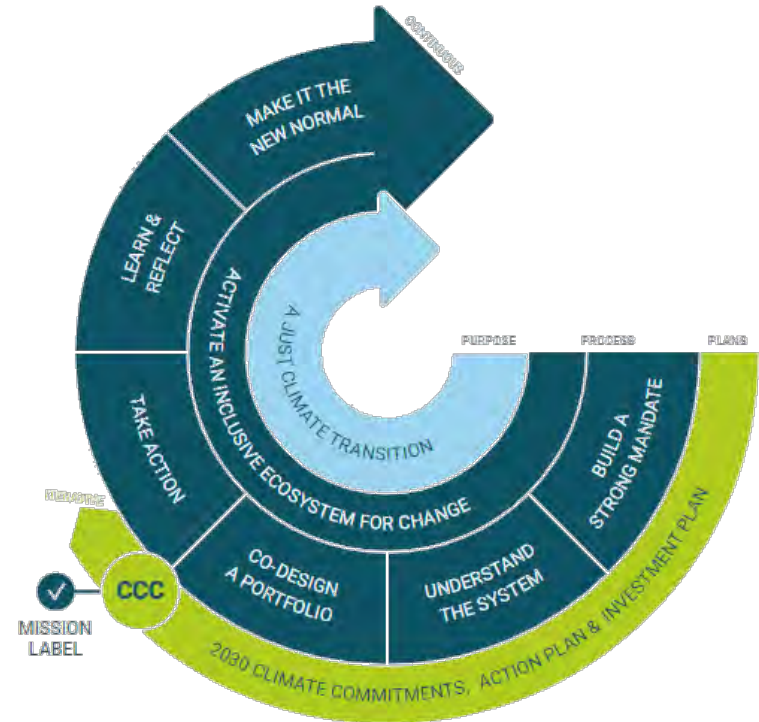 CONTINUOUS
MAKE IT THE
NEW NORMAL
LEARN &
REFLECT
ACTIVATE AN INCLUSIVE ECOSYSTEM FOR CHANGE
A JUST CLIMATE TRANSITION
PURPOSE
PROCESS
PLANS
TAKE ACTION
BUILD A
STRONG MANDATE
CO-DESIGN
A PORTFOLIO
UNDERSTAND
THE SYSTEM
CCC
MISSION
LABEL
2030 CLIMATE COMMITMENTS, ACTION PLAN & INVESTMENT PLAN